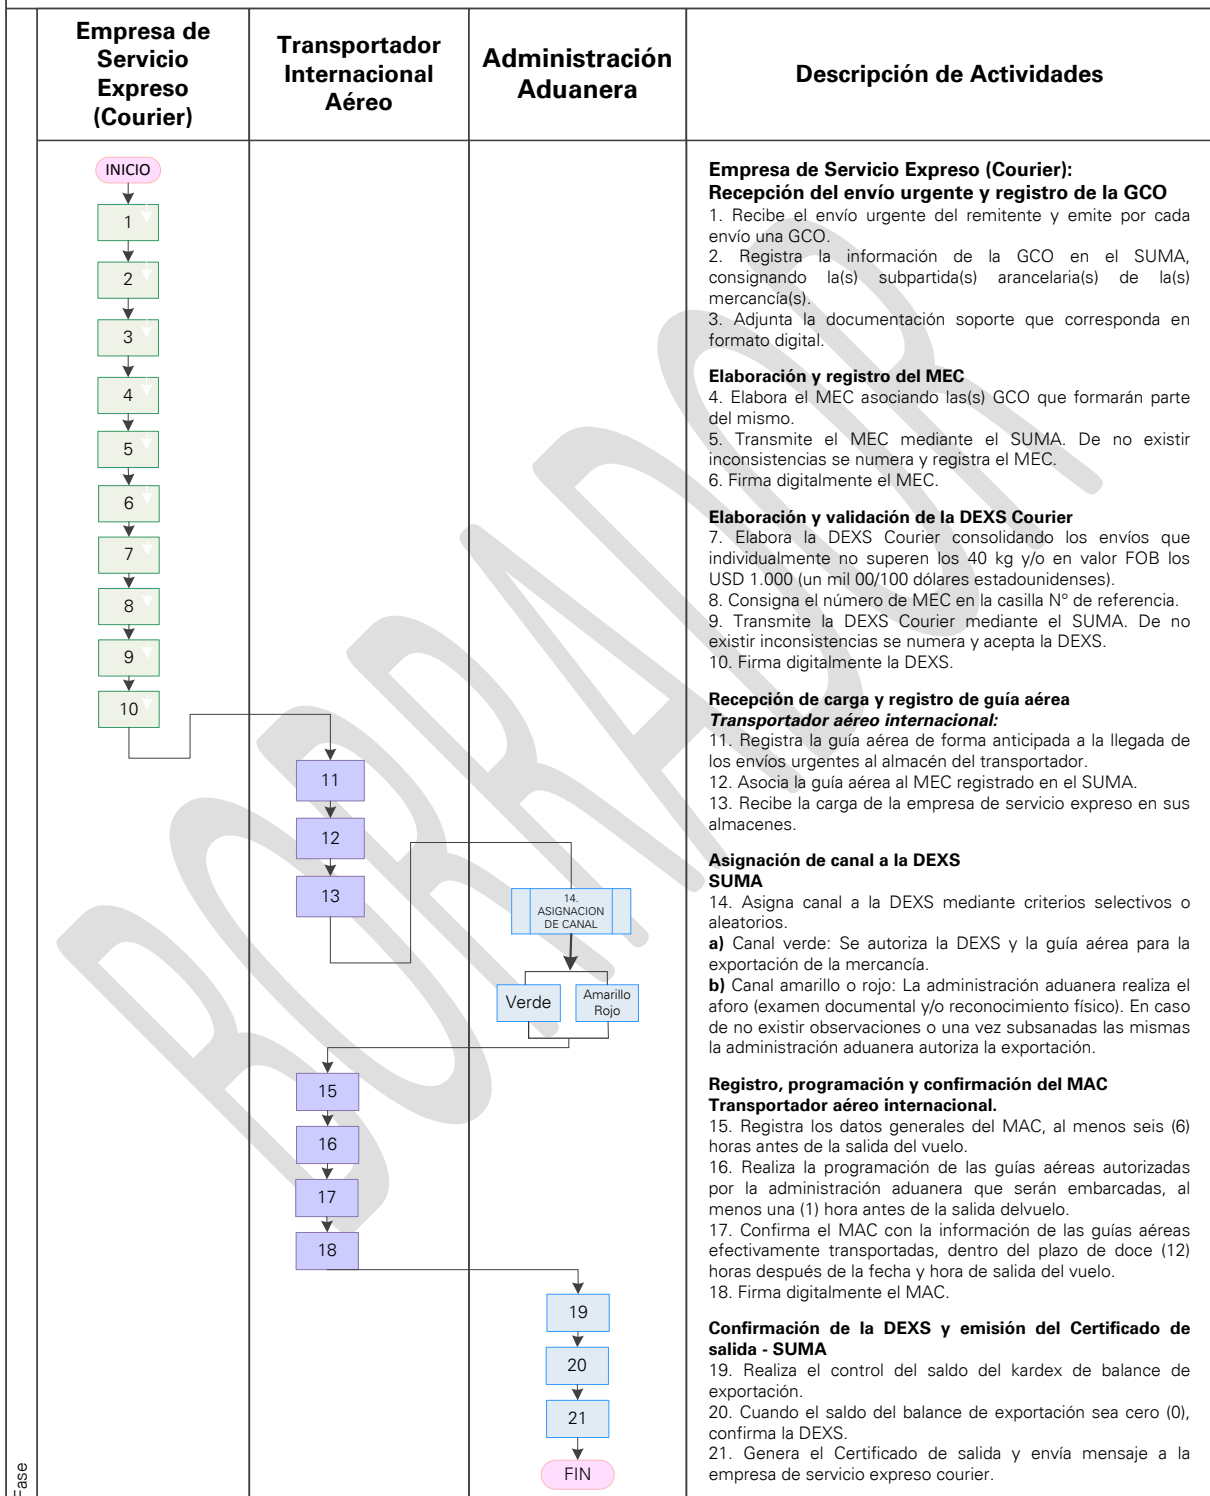 Empresa de
Servicio
Expreso
(Courier)
Transportador
Internacional
Aéreo
Administración
Aduanera
Descripción de Actividades
INICIO
1
2
3
4
5
6
7
8
9
10
11
12
13
14.
ASIGNACION
DE CANAL
Verde
Amarillo
Rojo
15
16
17
18
19
20
21
FIN
Fase
BORRADOR
Empresa de Servicio Expreso (Courier):
Recepción del envío urgente y registro de la GCO
1. Recibe el envío urgente del remitente y emite por cada
envío una GCO.
2. Registra la información de la GCO en el SUMA,
consignando la(s) subpartida(s) arancelaria(s) de la(s)
mercancía(s).
3. Adjunta la documentación soporte que corresponda en
formato digital.
Elaboración y registro del MEC
4. Elabora el MEC asociando las(s) GCO que formarán parte
del mismo.
5. Transmite el MEC mediante el SUMA. De no existir
inconsistencias se numera y registra el MEC.
6. Firma digitalmente el MEC.
Elaboración y validación de la DEXS Courier
7. Elabora la DEXS Courier consolidando los envíos que
individualmente no superen los 40 kg y/o en valor FOB los
USD 1.000 (un mil 00/100 dólares estadounidenses).
8. Consigna el número de MEC en la casilla N° de referencia.
9. Transmite la DEXS Courier mediante el SUMA. De no
existir inconsistencias se numera y acepta la DEXS.
10. Firma digitalmente la DEXS.
Recepción de carga y registro de guía aérea
Transportador aéreo internacional:
11. Registra la guía aérea de forma anticipada a la llegada de
los envíos urgentes al almacén del transportador.
12. Asocia la guía aérea al MEC registrado en el SUMA.
13. Recibe la carga de la empresa de servicio expreso en sus
almacenes.
Asignación de canal a la DEXS
SUMA
14. Asigna canal a la DEXS mediante criterios selectivos o
aleatorios.
a) Canal verde: Se autoriza la DEXS y la guía aérea para la
exportación de la mercancía.
b) Canal amarillo o rojo: La administración aduanera realiza el
aforo (examen documental y/o reconocimiento físico). En caso
de no existir observaciones o una vez subsanadas las mismas
la administración aduanera autoriza la exportación.
Registro, programación y confirmación del MAC
Transportador aéreo internacional.
15. Registra los datos generales del MAC, al menos seis (6)
horas antes de la salida del vuelo.
16. Realiza la programación de las guías aéreas autorizadas
por la administración aduanera que serán embarcadas, al
menos una (1) hora antes de la salida delvuelo.
17. Confirma el MAC con la información de las guías aéreas
efectivamente transportadas, dentro del plazo de doce (12)
horas después de la fecha y hora de salida del vuelo.
18. Firma digitalmente el MAC.
Confirmación de la DEXS y emisión del Certificado de
salida - SUMA
19. Realiza el control del saldo del kardex de balance de
exportación.
20. Cuando el saldo del balance de exportación sea cero (0),
confirma la DEXS.
21. Genera el Certificado de salida y envía mensaje a la
empresa de servicio expreso courier.